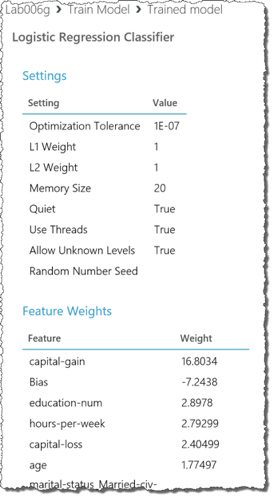 Lab006g > Train Model > Trained model
Logistic Regression Classifier
Settings
Setting Value
Optimization Tolerance 1E-07
L1 Weight 1
L2 Weight 1
Memory Size 20
Quiet True
Use Threads True
Allow Unknown Levels True
Random Number Seed
Feature Weights
Feature Weight
capital-gain 16.8034
Bias -7.2438
education-num 2.8978
hours-per-week 2.79299
capital-loss 2.40499
age 1.77497
marital-status_Married-civ-